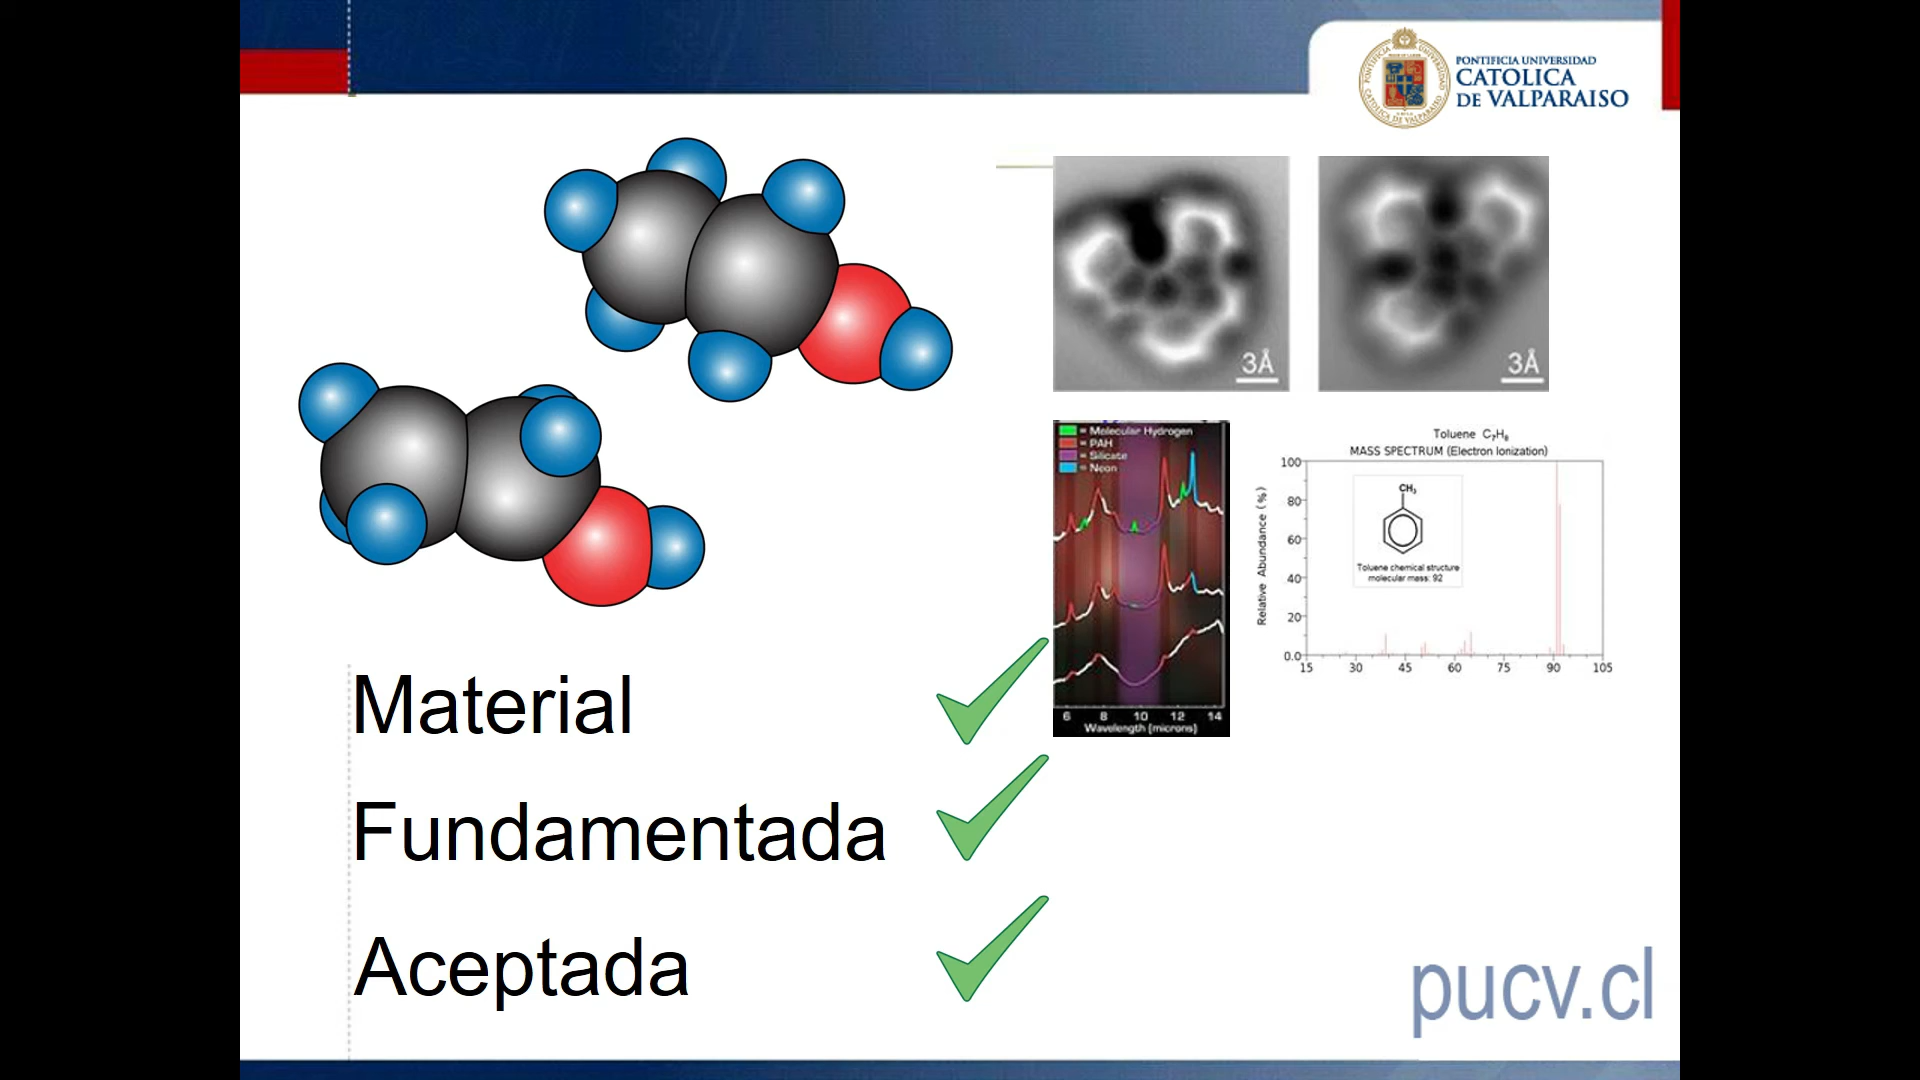 PONTIFICIA UNIVERSIDAD
CATOLICA
DE VALPARAISO
3Å
3Å
= Molecular Hydrogen
= PAH
= Silicate
= Neon
6 8 10 12 14
Wavelength (microns)
Toluene C₇H₈
MASS SPECTRUM (Electron Ionization)
Relative Abundance (%)
100
80
60
40
20
0.0
15 30 45 60 75 90 105
CH₃
Toluene chemical structure
molecular mass: 92
Material
Fundamentada
Aceptada
pucv.cl